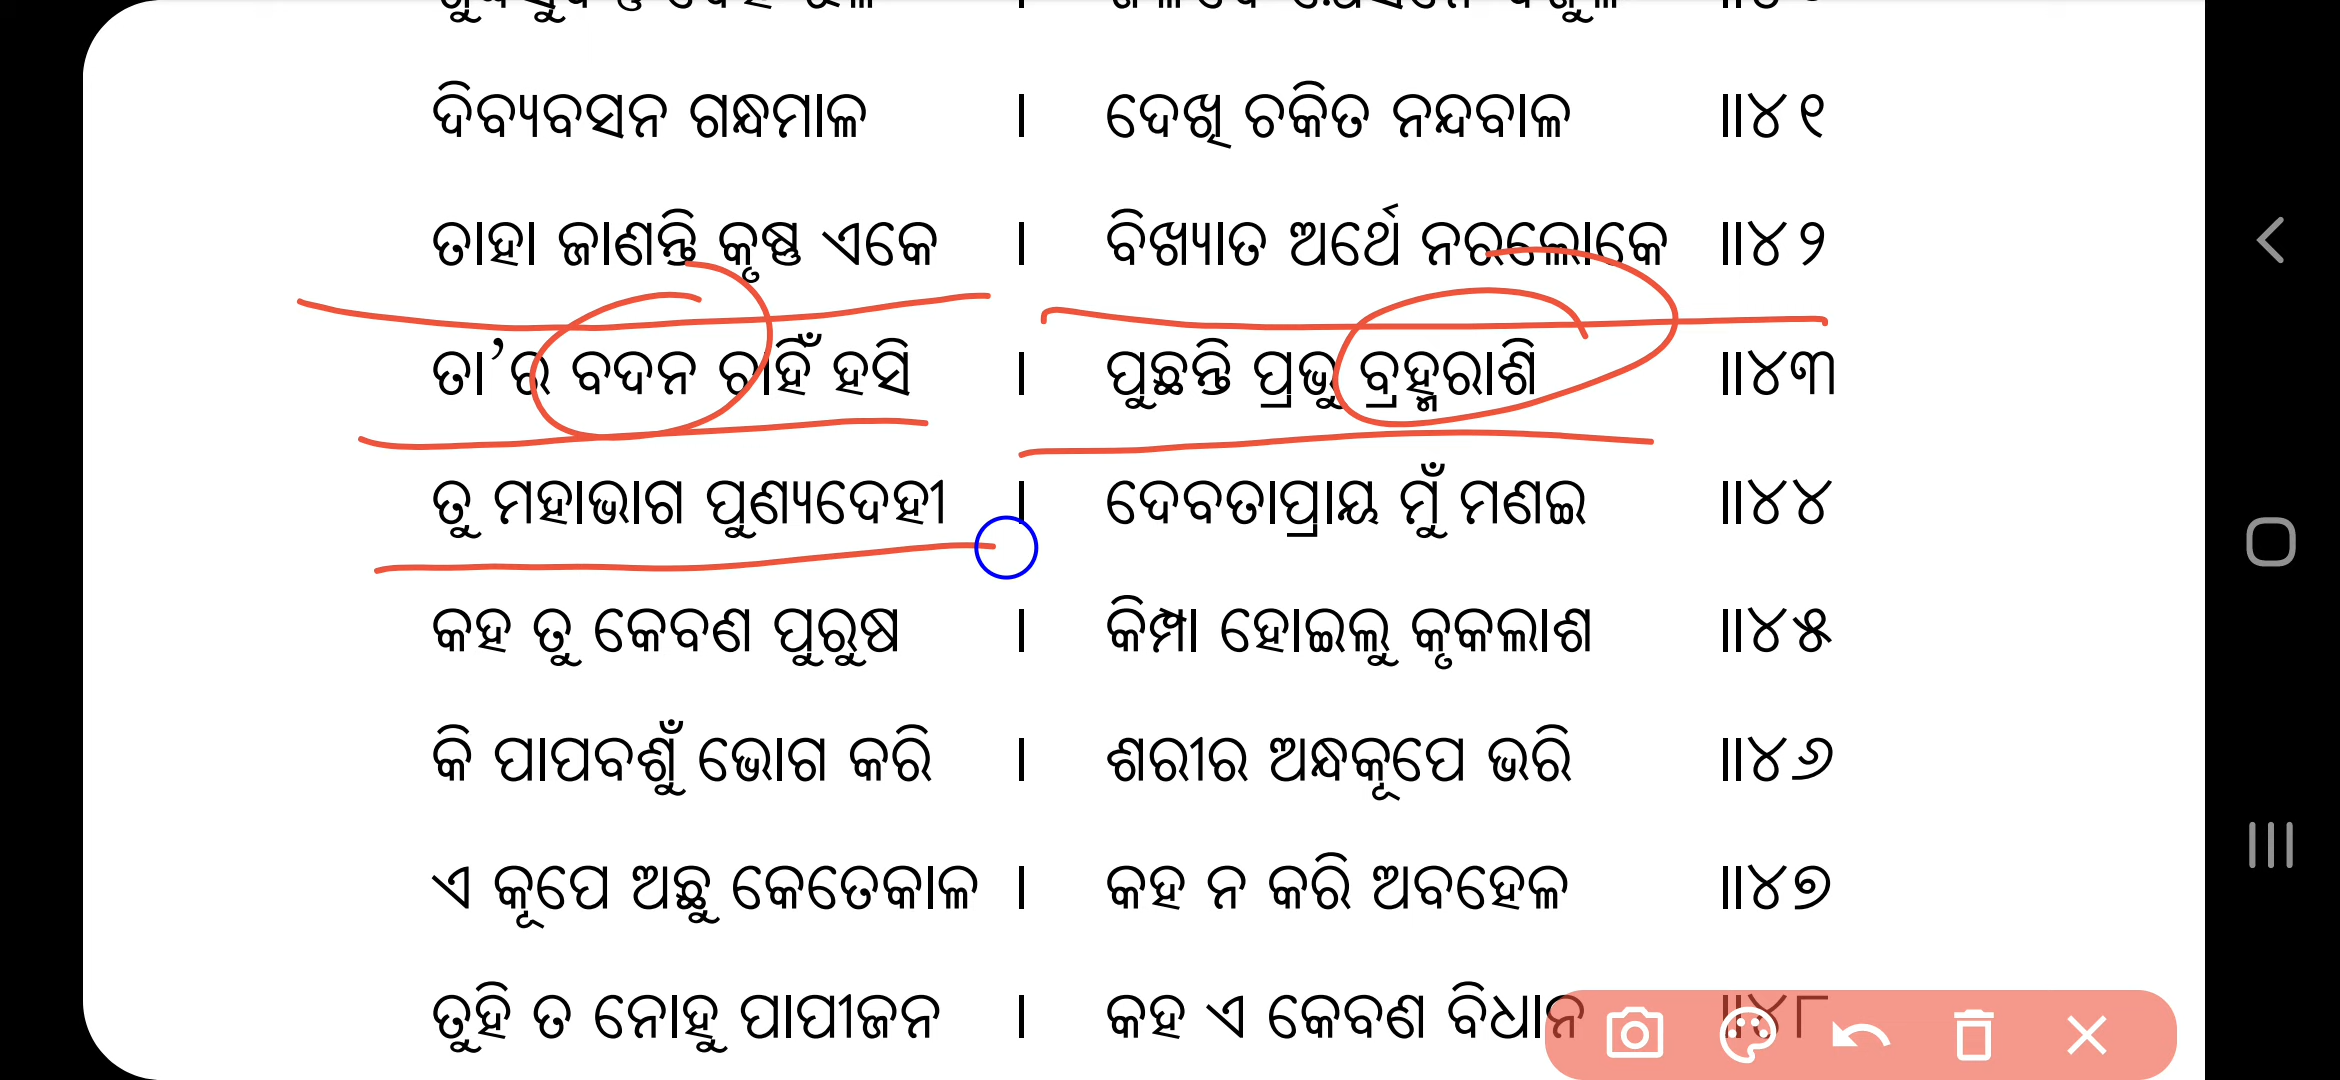 ଦିବ୍ୟବସନ ଗନ୍ଧମାଳ । ଦେଖି ଚକିତ ନନ୍ଦବାଳ ॥୪୧
ତାହା ଜାଣନ୍ତି କୃଷ୍ଣ ଏକେ । ବିଖ୍ୟାତ ଅର୍ଥେ ନରଲୋକେ ॥୪୨
ତା’ର ବଦନ ଚାହିଁ ହସି । ପୁଛନ୍ତି ପ୍ରଭୁ ବ୍ରହ୍ମରାଶି ॥୪୩
ତୁ ମହାଭାଗ ପୁଣ୍ୟଦେହୀ । ଦେବତାପ୍ରାୟ ମୁଁ ମଣଇ ॥୪୪
କହ ତୁ କେବଣ ପୁରୁଷ । କିମ୍ପା ହୋଇଲୁ କୃକଲାଶ ॥୪୫
କି ପାପବଶୁଁ ଭୋଗ କରି । ଶରୀର ଅନ୍ଧକୂପେ ଭରି ॥୪୬
ଏ କୂପେ ଅଛୁ କେତେକାଳ । କହ ନ କରି ଅବହେଳ ॥୪୭
ତୁହି ତ ନୋହୁ ପାପୀଜନ । କହ ଏ କେବଣ ବିଧାନ ॥୪୮